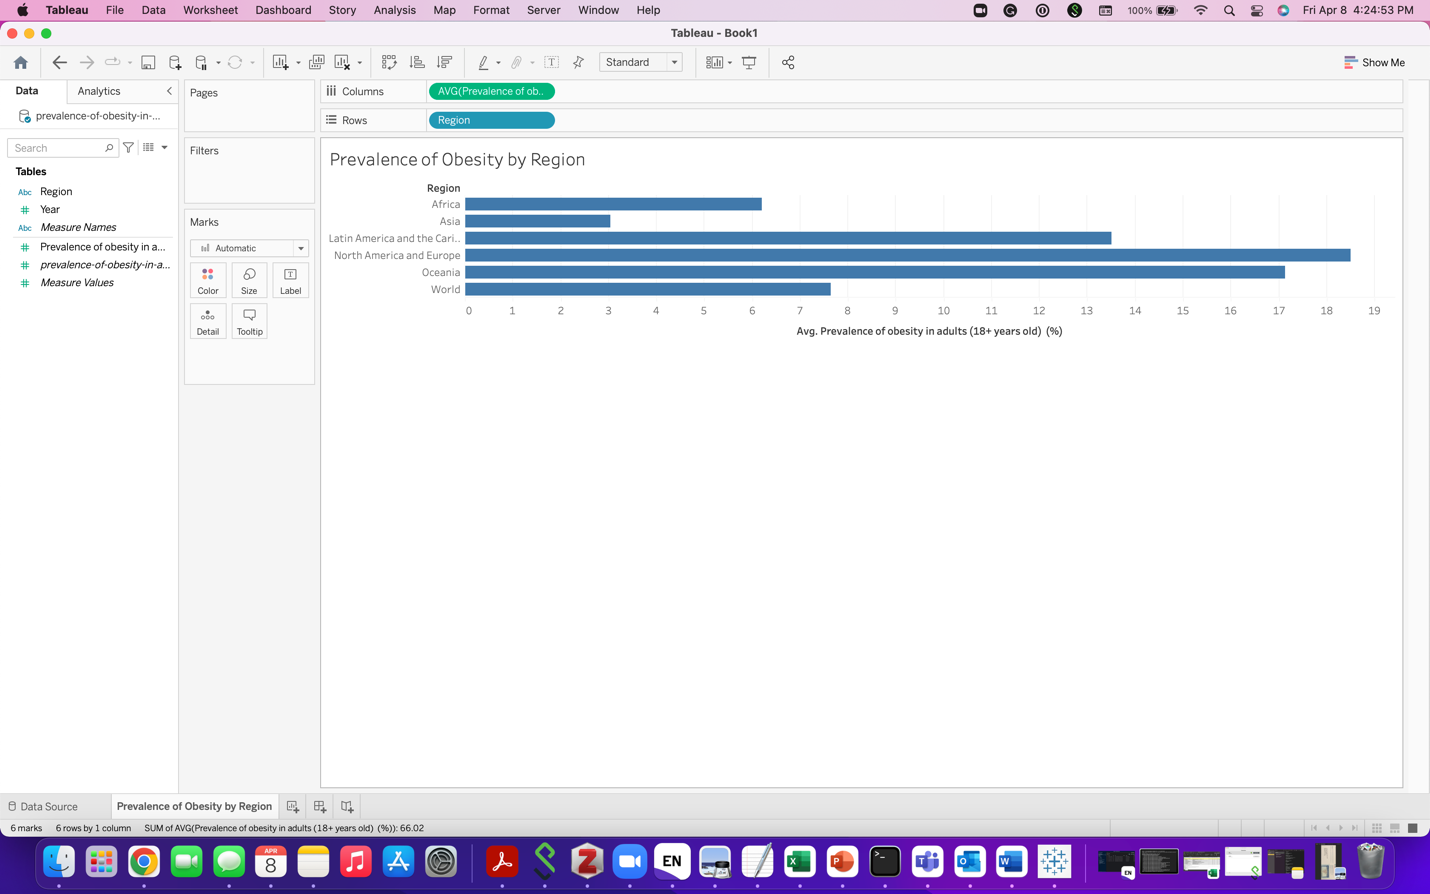 Tableau File Data Worksheet Dashboard Story Analysis Map Format Server Window Help 100% Fri Apr 8 4:24:53 PM
Tableau - Book1
Standard Show Me
Data Analytics
prevalence-of-obesity-in-...
Search
Tables
Abc Region
# Year
Abc Measure Names
# Prevalence of obesity in a...
# prevalence-of-obesity-in-a...
# Measure Values
Pages
Filters
Marks
Automatic
Color Size Label
Detail Tooltip
Columns AVG(Prevalence of ob..
Rows Region
Prevalence of Obesity by Region
Region
Africa
Asia
Latin America and the Cari..
North America and Europe
Oceania
World
0 1 2 3 4 5 6 7 8 9 10 11 12 13 14 15 16 17 18 19
Avg. Prevalence of obesity in adults (18+ years old) (%)
Data Source Prevalence of Obesity by Region
6 marks 6 rows by 1 column SUM of AVG(Prevalence of obesity in adults (18+ years old) (%)): 66.02
APR
8
EN